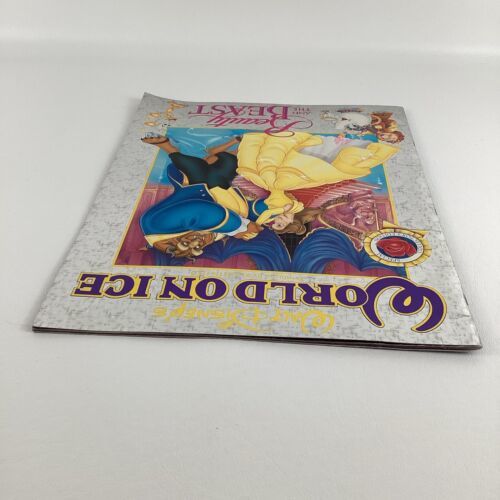 WALT DISNEY'S
WORLD ON ICE
Beauty
AND
THE
BEAST